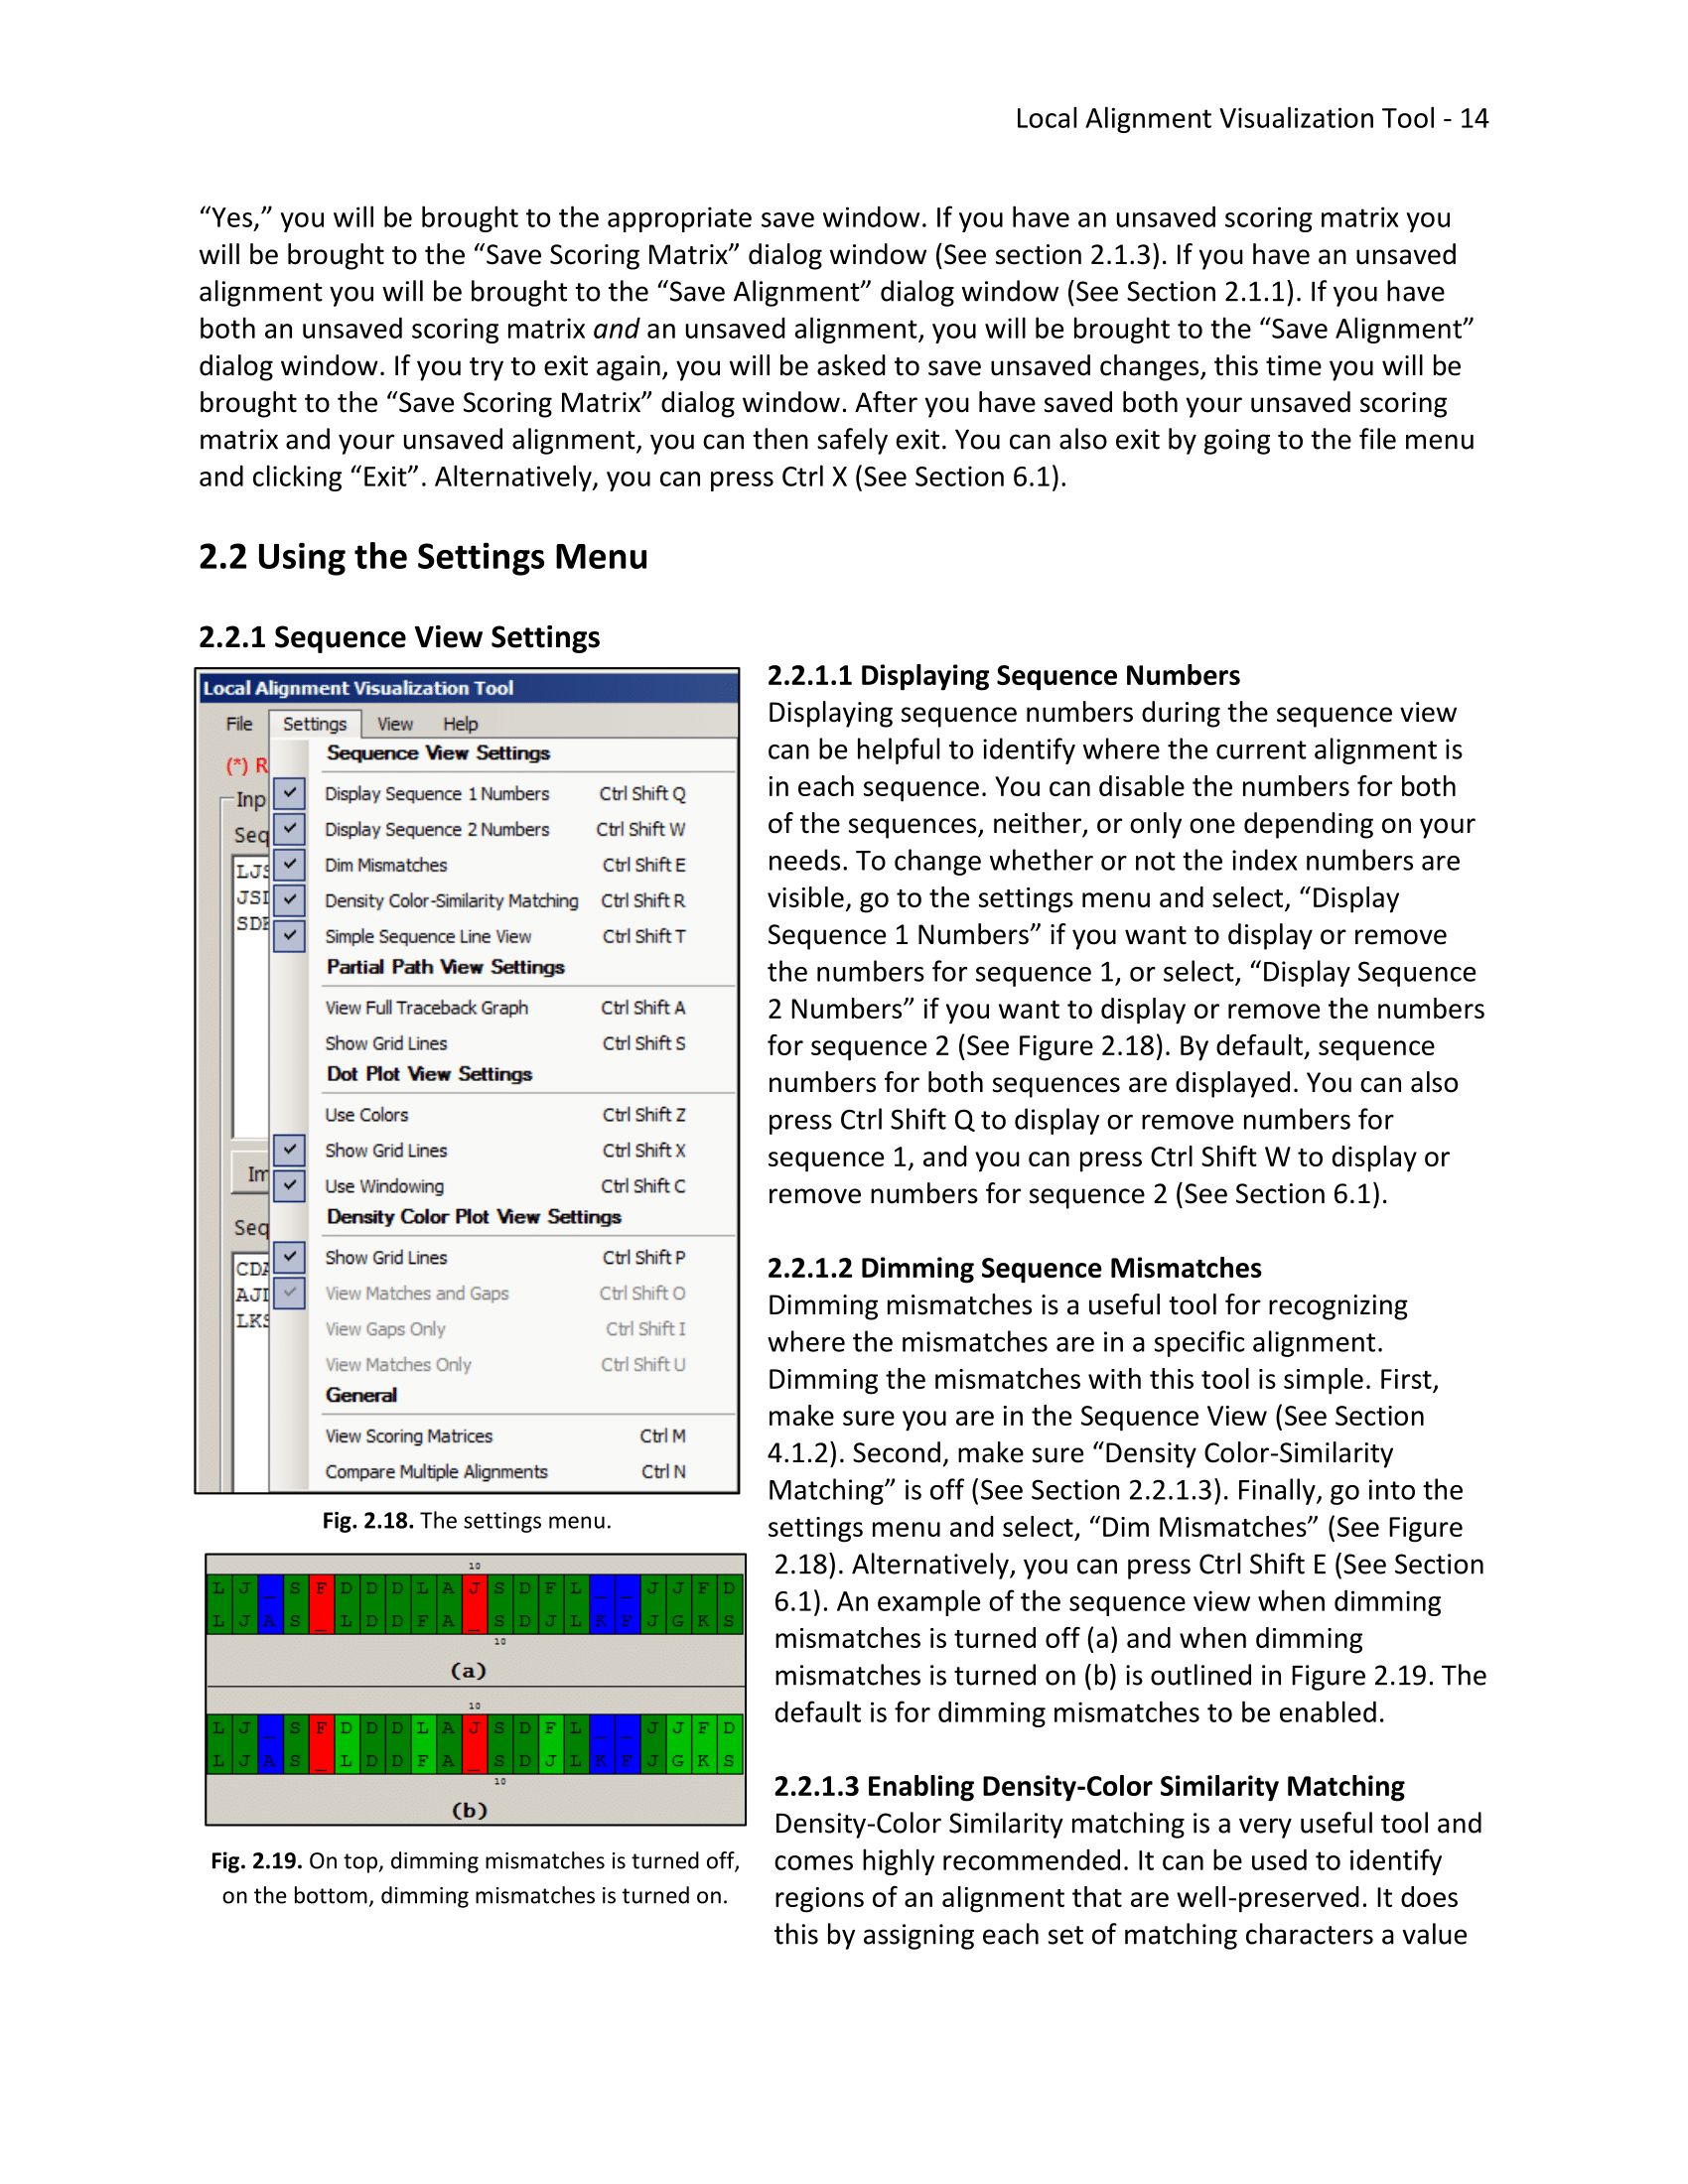 Local Alignment Visualization Tool - 14
“Yes,” you will be brought to the appropriate save window. If you have an unsaved scoring matrix you
will be brought to the “Save Scoring Matrix” dialog window (See section 2.1.3). If you have an unsaved
alignment you will be brought to the “Save Alignment” dialog window (See Section 2.1.1). If you have
both an unsaved scoring matrix and an unsaved alignment, you will be brought to the “Save Alignment”
dialog window. If you try to exit again, you will be asked to save unsaved changes, this time you will be
brought to the “Save Scoring Matrix” dialog window. After you have saved both your unsaved scoring
matrix and your unsaved alignment, you can then safely exit. You can also exit by going to the file menu
and clicking “Exit”. Alternatively, you can press Ctrl X (See Section 6.1).
2.2 Using the Settings Menu
2.2.1 Sequence View Settings
Local Alignment Visualization Tool
File Settings View Help
(*) R
Inp
Seq
LJS
JSI
SDF
Im
Seq
CDA
AJI
LKS
Sequence View Settings
Display Sequence 1 Numbers Ctrl Shift Q
Display Sequence 2 Numbers Ctrl Shift W
Dim Mismatches Ctrl Shift E
Density Color-Similarity Matching Ctrl Shift R
Simple Sequence Line View Ctrl Shift T
Partial Path View Settings
View Full Traceback Graph Ctrl Shift A
Show Grid Lines Ctrl Shift S
Dot Plot View Settings
Use Colors Ctrl Shift Z
Show Grid Lines Ctrl Shift X
Use Windowing Ctrl Shift C
Density Color Plot View Settings
Show Grid Lines Ctrl Shift P
View Matches and Gaps Ctrl Shift O
View Gaps Only Ctrl Shift I
View Matches Only Ctrl Shift U
General
View Scoring Matrices Ctrl M
Compare Multiple Alignments Ctrl N
Fig. 2.18. The settings menu.
10
L J _ S F D D D L A J S D F L _ _ J J F D
L J A S _ L D D F A _ S D J L K F J G K S
10
(a)
10
L J _ S F D D D L A J S D F L _ _ J J F D
L J A S _ L D D F A _ S D J L K F J G K S
10
(b)
Fig. 2.19. On top, dimming mismatches is turned off,
on the bottom, dimming mismatches is turned on.
2.2.1.1 Displaying Sequence Numbers
Displaying sequence numbers during the sequence view
can be helpful to identify where the current alignment is
in each sequence. You can disable the numbers for both
of the sequences, neither, or only one depending on your
needs. To change whether or not the index numbers are
visible, go to the settings menu and select, “Display
Sequence 1 Numbers” if you want to display or remove
the numbers for sequence 1, or select, “Display Sequence
2 Numbers” if you want to display or remove the numbers
for sequence 2 (See Figure 2.18). By default, sequence
numbers for both sequences are displayed. You can also
press Ctrl Shift Q to display or remove numbers for
sequence 1, and you can press Ctrl Shift W to display or
remove numbers for sequence 2 (See Section 6.1).
2.2.1.2 Dimming Sequence Mismatches
Dimming mismatches is a useful tool for recognizing
where the mismatches are in a specific alignment.
Dimming the mismatches with this tool is simple. First,
make sure you are in the Sequence View (See Section
4.1.2). Second, make sure “Density Color-Similarity
Matching” is off (See Section 2.2.1.3). Finally, go into the
settings menu and select, “Dim Mismatches” (See Figure
2.18). Alternatively, you can press Ctrl Shift E (See Section
6.1). An example of the sequence view when dimming
mismatches is turned off (a) and when dimming
mismatches is turned on (b) is outlined in Figure 2.19. The
default is for dimming mismatches to be enabled.
2.2.1.3 Enabling Density-Color Similarity Matching
Density-Color Similarity matching is a very useful tool and
comes highly recommended. It can be used to identify
regions of an alignment that are well-preserved. It does
this by assigning each set of matching characters a value